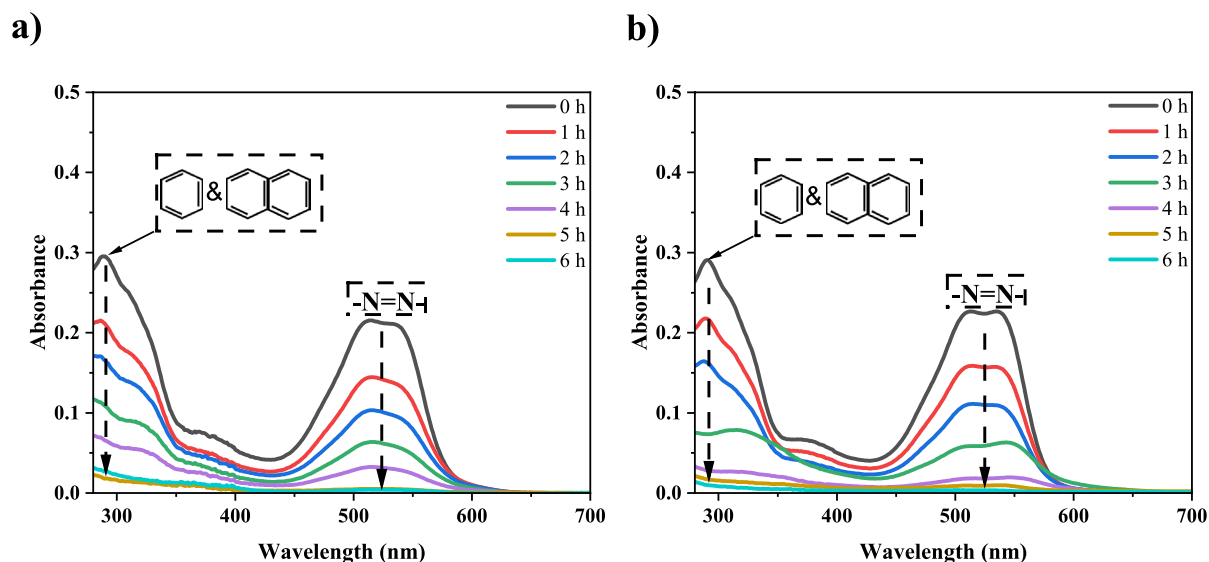 a)
0.5
0.4
0.3
0.2
0.1
0.0
Absorbance
300
400
500
600
700
Wavelength (nm)
&
-N=N-
0 h
1 h
2 h
3 h
4 h
5 h
6 h
b)
0.5
0.4
0.3
0.2
0.1
0.0
Absorbance
300
400
500
600
700
Wavelength (nm)
&
-N=N-
0 h
1 h
2 h
3 h
4 h
5 h
6 h